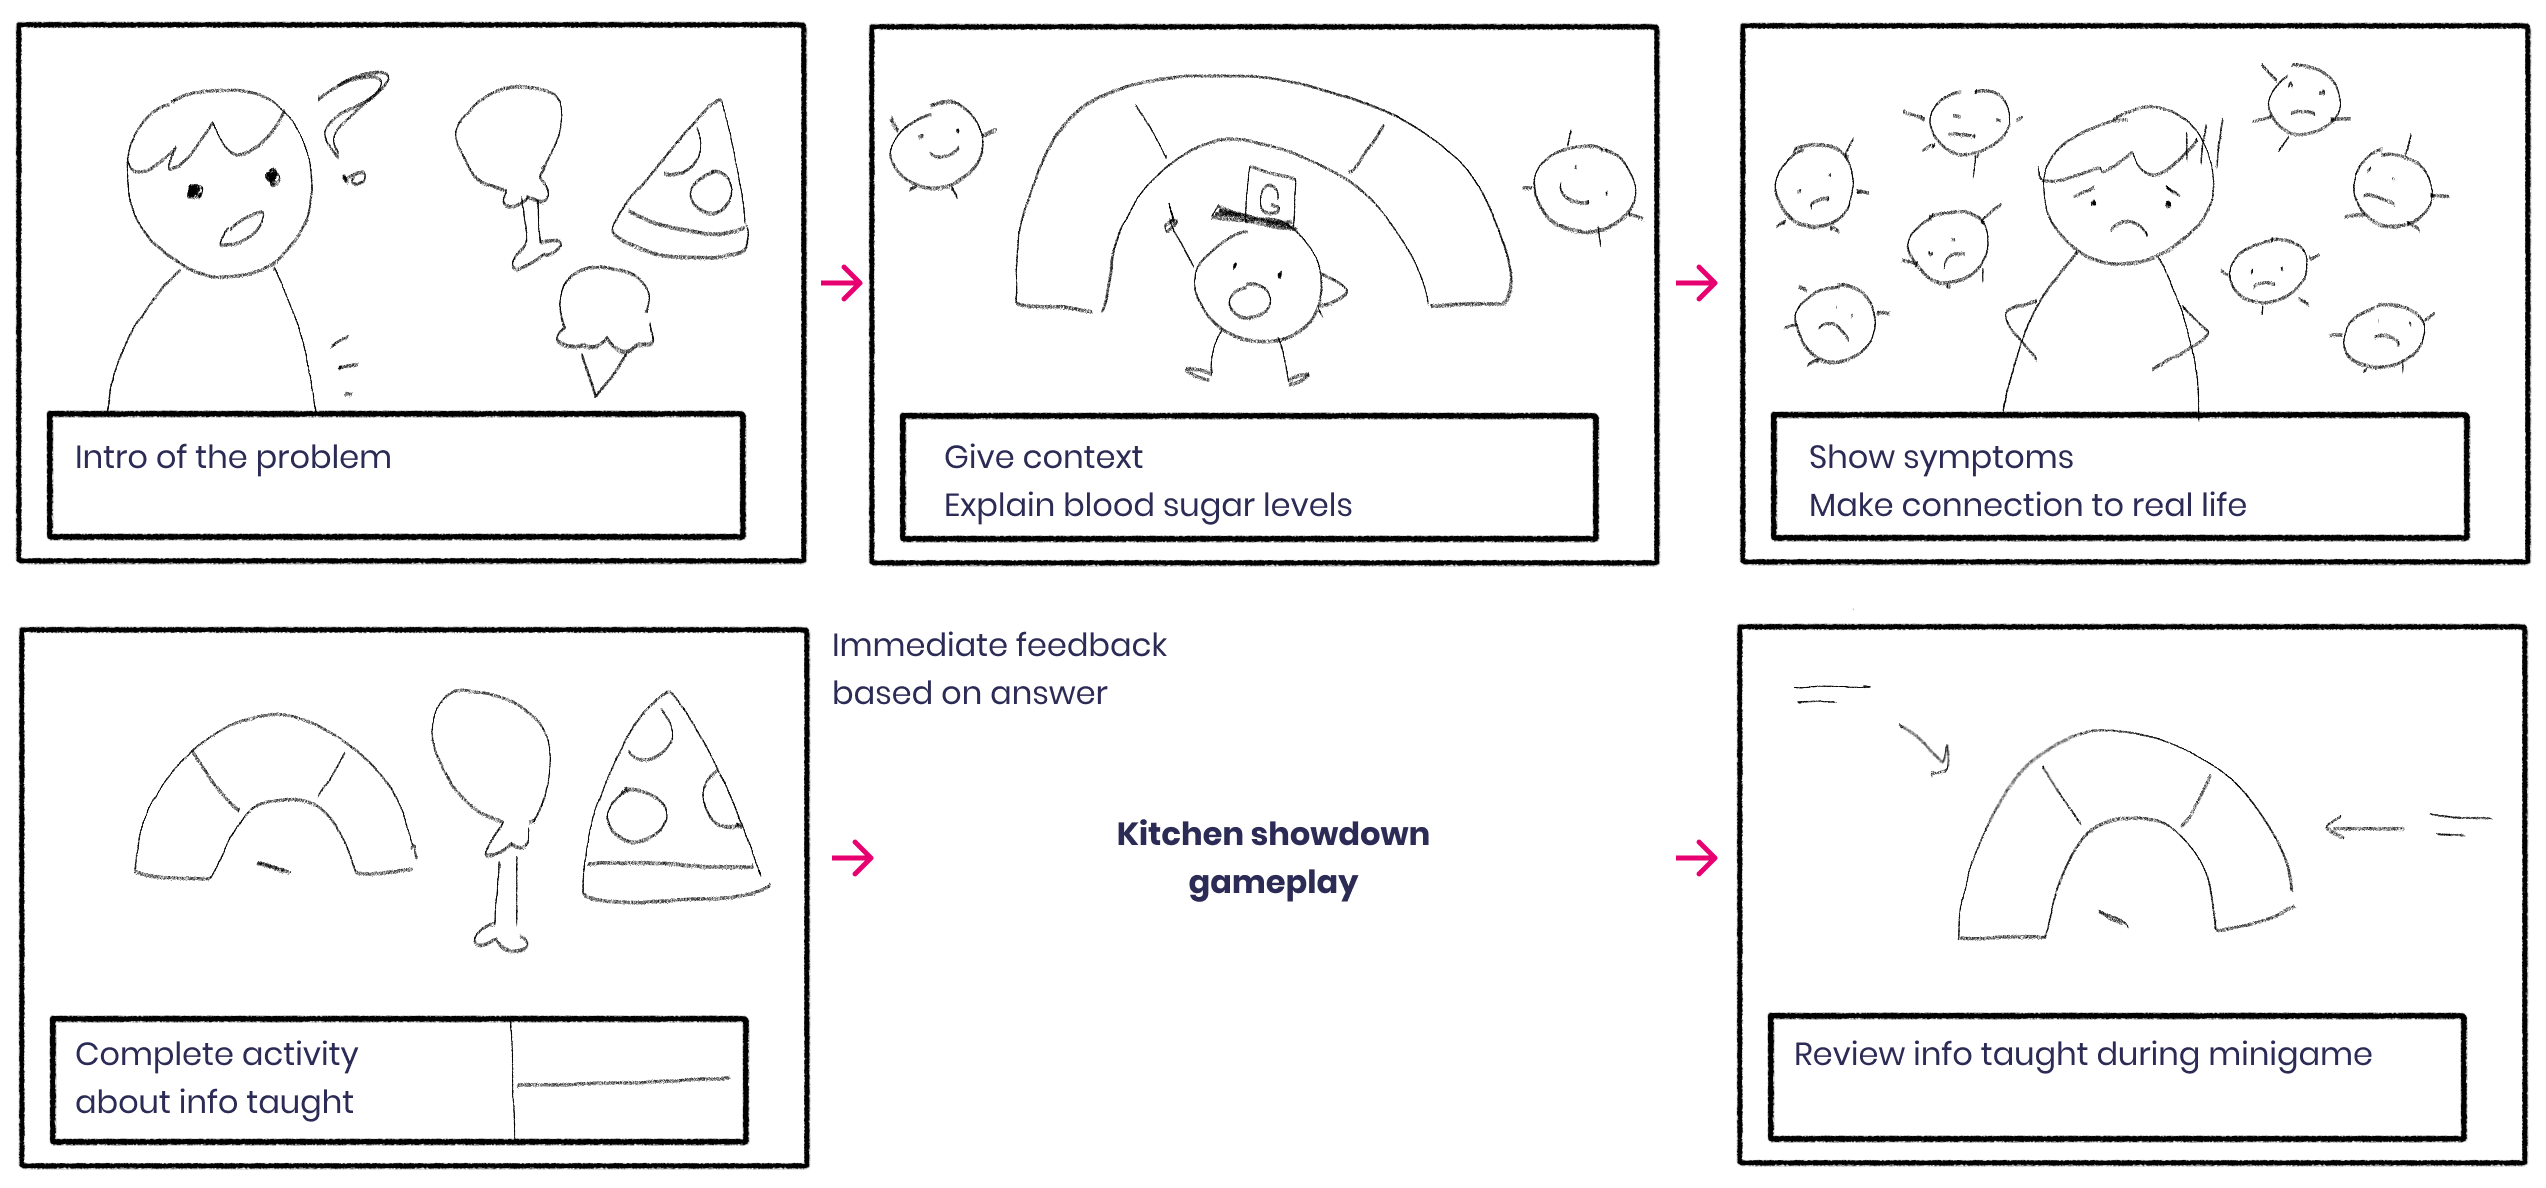 G
Intro of the problem
Give context
Explain blood sugar levels
Show symptoms
Make connection to real life
Immediate feedback
based on answer
Kitchen showdown
gameplay
Complete activity
about info taught
Review info taught during minigame